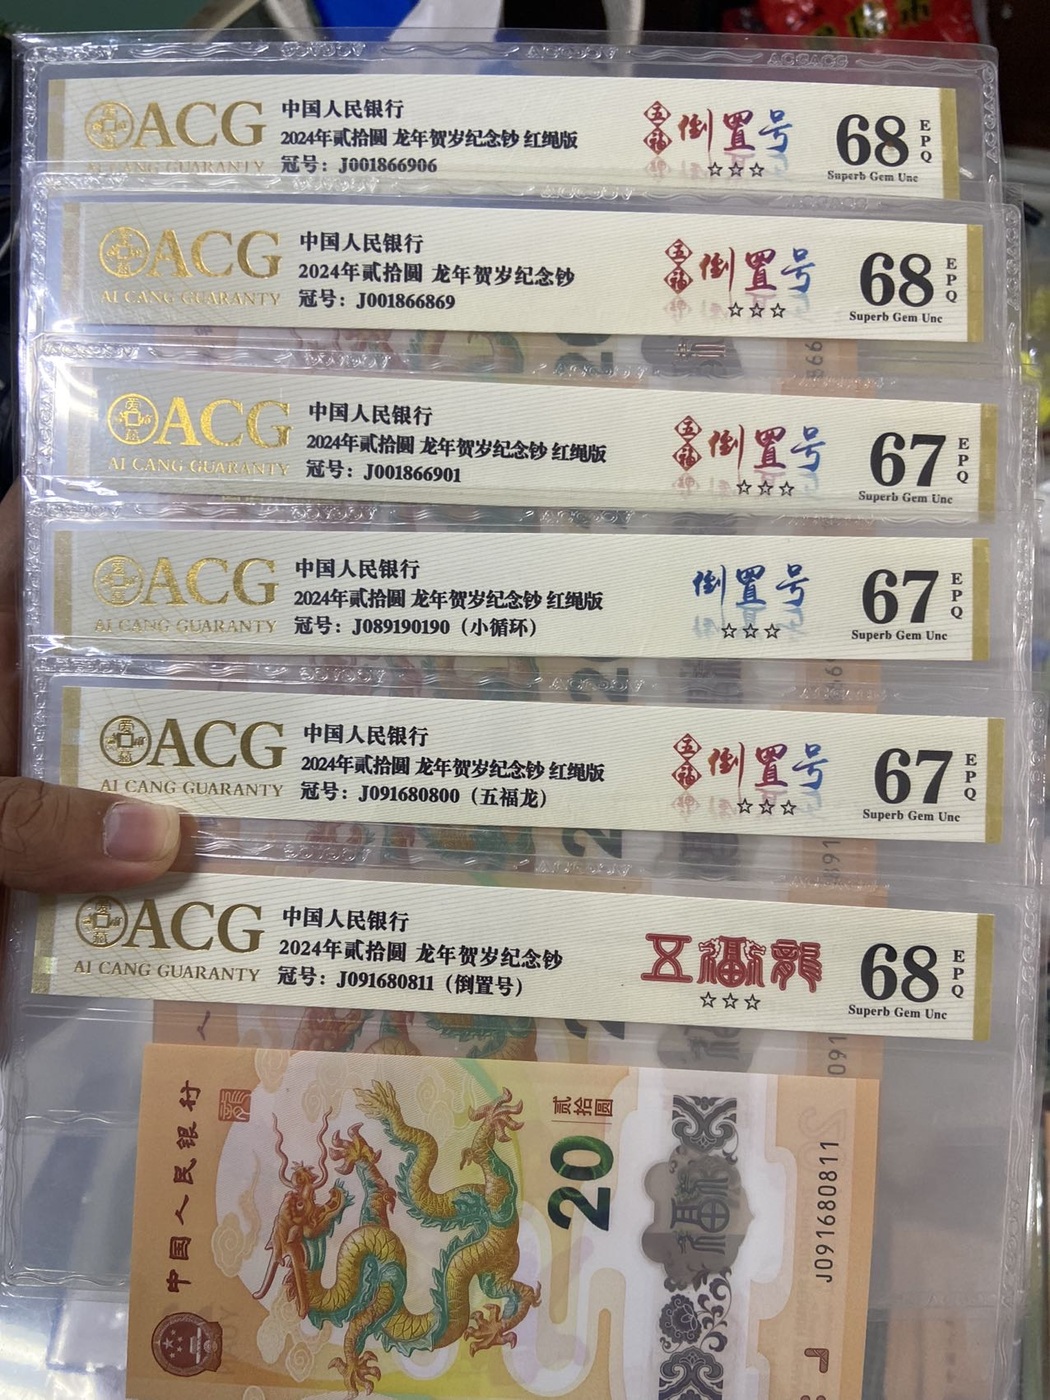 ACG
AI CANG GUARANTY
中国人民银行
2024年贰拾圆 龙年贺岁纪念钞 红绳版
冠号：J001866906
五福
倒置号
☆☆☆
68
EPQ
Superb Gem Unc
ACG
AI CANG GUARANTY
中国人民银行
2024年贰拾圆 龙年贺岁纪念钞
冠号：J001866869
五福
倒置号
☆☆☆
68
EPQ
Superb Gem Unc
ACG
AI CANG GUARANTY
中国人民银行
2024年贰拾圆 龙年贺岁纪念钞 红绳版
冠号：J001866901
五福
倒置号
☆☆☆
67
EPQ
Superb Gem Unc
ACG
AI CANG GUARANTY
中国人民银行
2024年贰拾圆 龙年贺岁纪念钞 红绳版
冠号：J089190190（小循环）
倒置号
☆☆☆
67
EPQ
Superb Gem Unc
ACG
AI CANG GUARANTY
中国人民银行
2024年贰拾圆 龙年贺岁纪念钞 红绳版
冠号：J091680800（五福龙）
五福
倒置号
☆☆☆
67
EPQ
Superb Gem Unc
ACG
AI CANG GUARANTY
中国人民银行
2024年贰拾圆 龙年贺岁纪念钞
冠号：J091680811（倒置号）
五福龍
☆☆☆
68
EPQ
Superb Gem Unc
中国人民银行
贰拾圆
20
福
J091680811